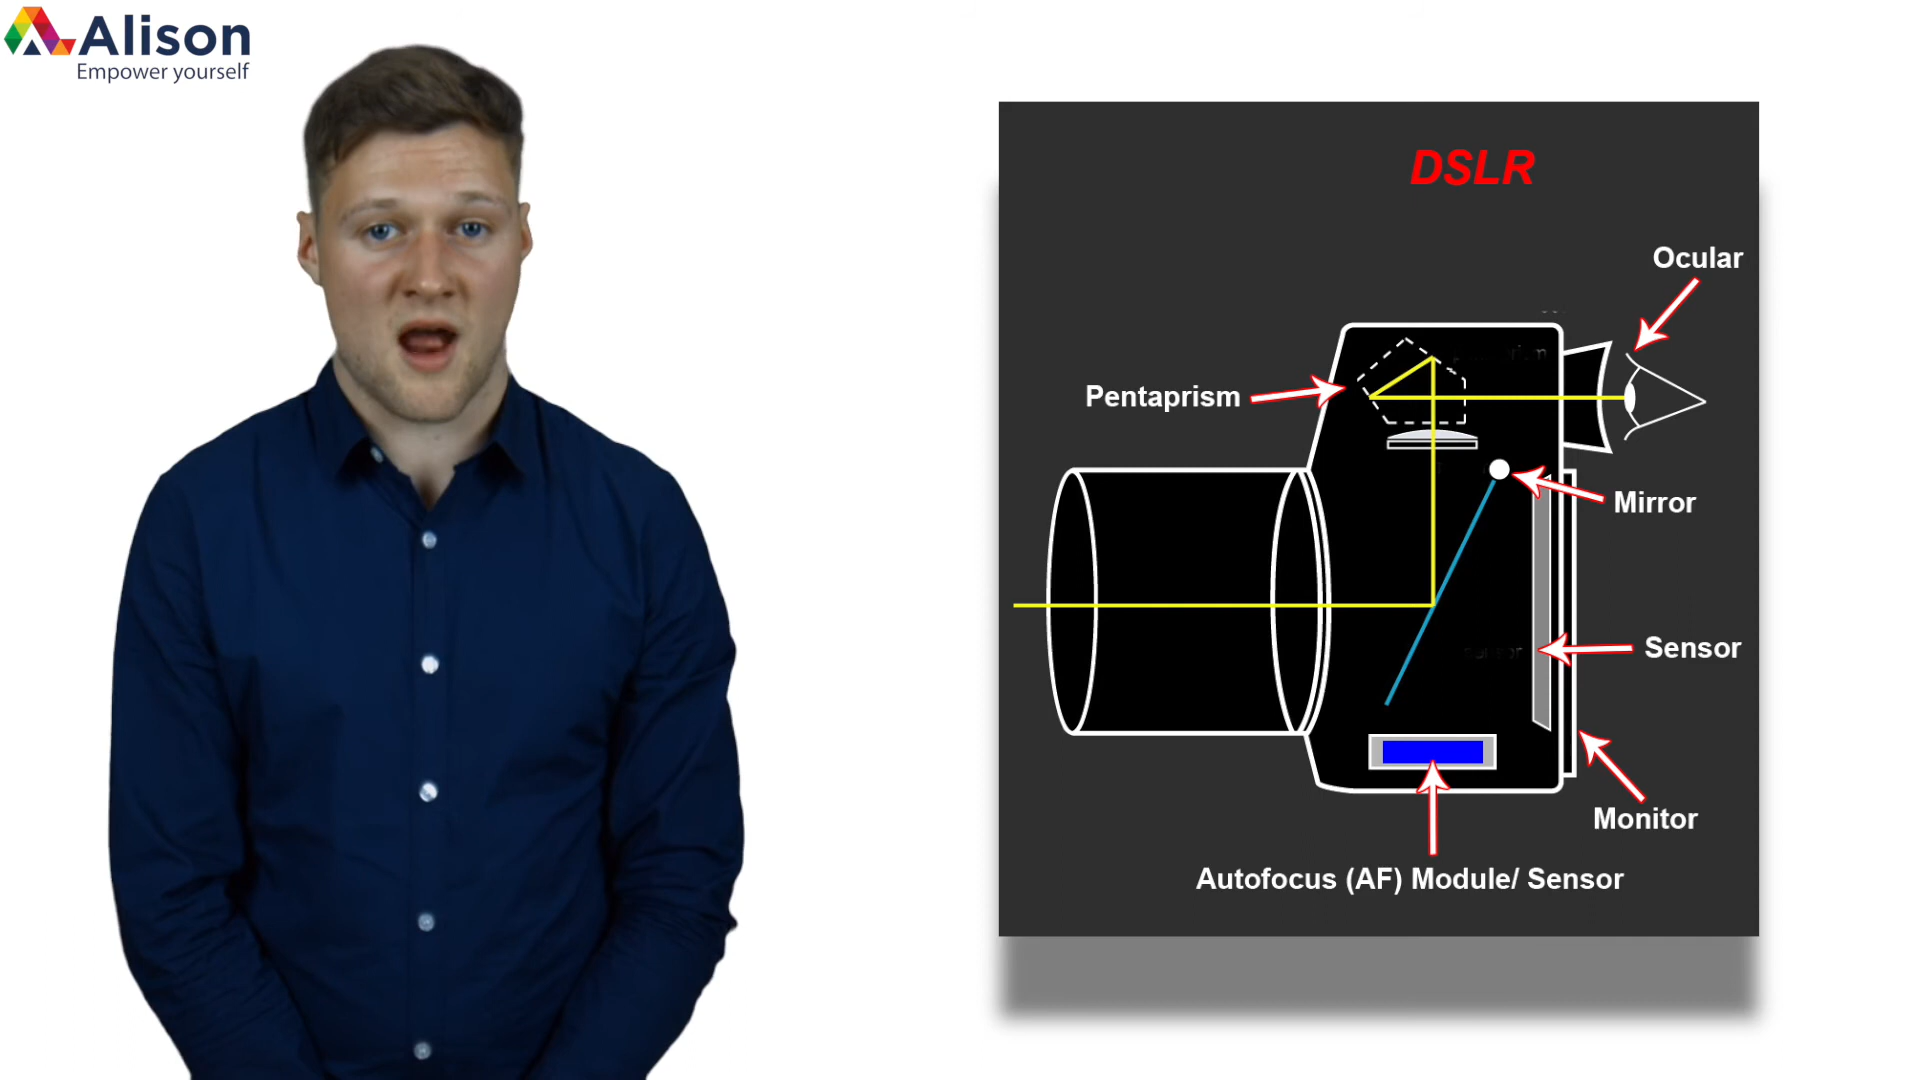 Alison
Empower yourself
DSLR
Ocular
Pentaprism
Mirror
Sensor
Monitor
Autofocus (AF) Module/ Sensor